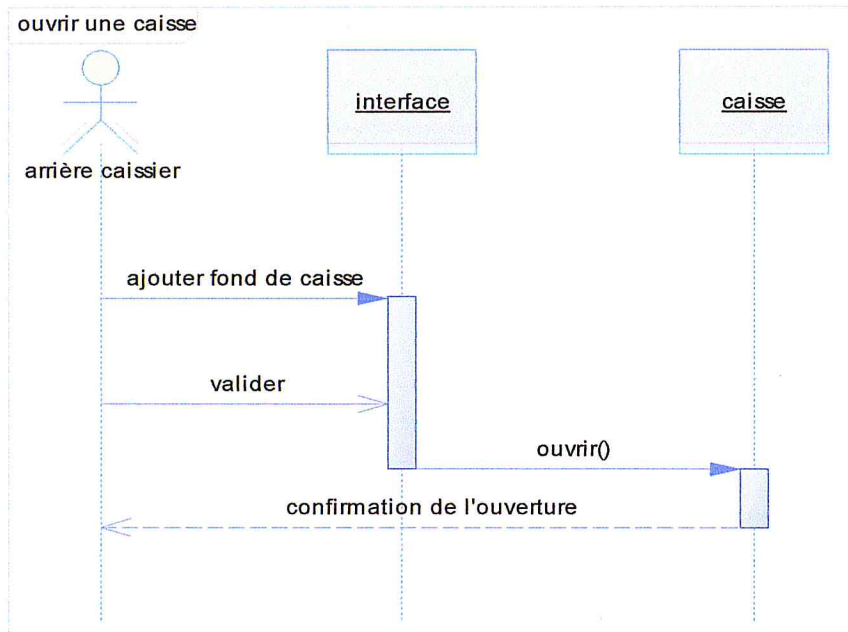 ouvrir une caisse
interface
caisse
arrière caissier
ajouter fond de caisse
valider
ouvrir()
confirmation de l'ouverture